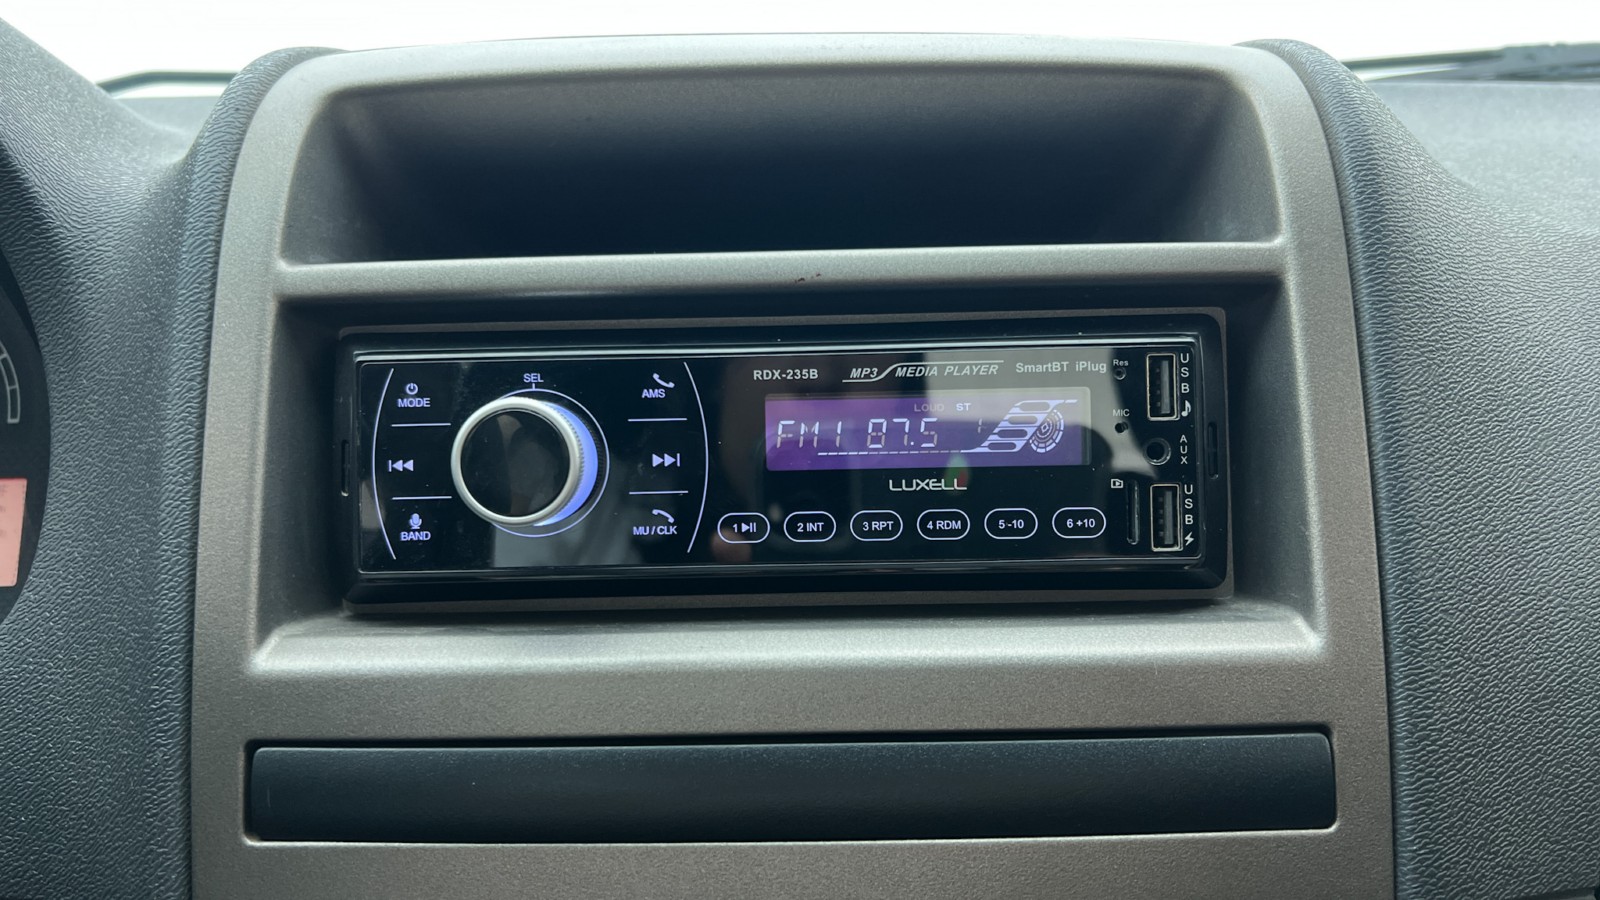 MODE
SEL
AMS
BAND
MU / CLK
RDX-235B
MP3 MEDIA PLAYER
SmartBT iPlug
LOUD ST
FM1 87.5 1
LUXELL
1 ⏯
2 INT
3 RPT
4 RDM
5 -10
6 +10
Res
MIC
USB
AUX
USB